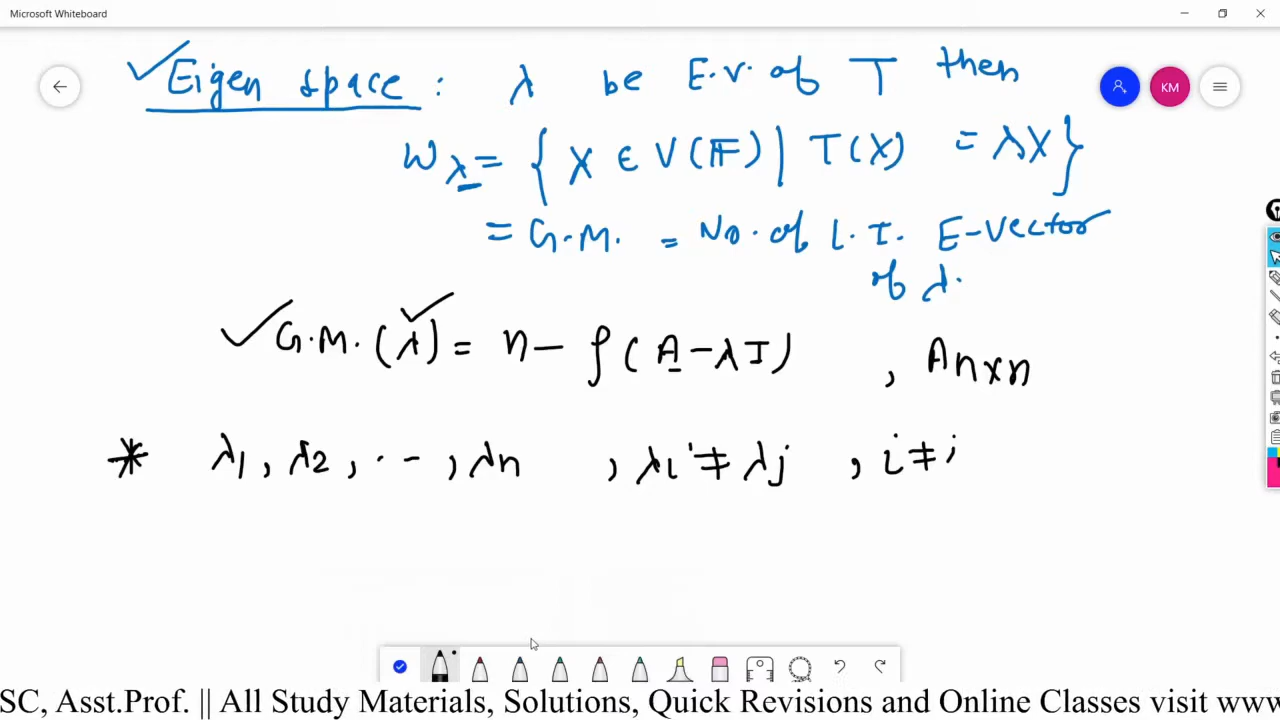 Microsoft Whiteboard
Eigen space : λ be E.V. of T then
KM
W_λ = { X ∈ V(F) | T(X) = λX }
= G.M. = No. of L.I. E-vector
of λ.
G.M.(λ) = n - ρ(A - λI) , A n×n
* λ1, λ2, ..., λn , λi ≠ λj , i ≠ j
SC, Asst.Prof. || All Study Materials, Solutions, Quick Revisions and Online Classes visit www